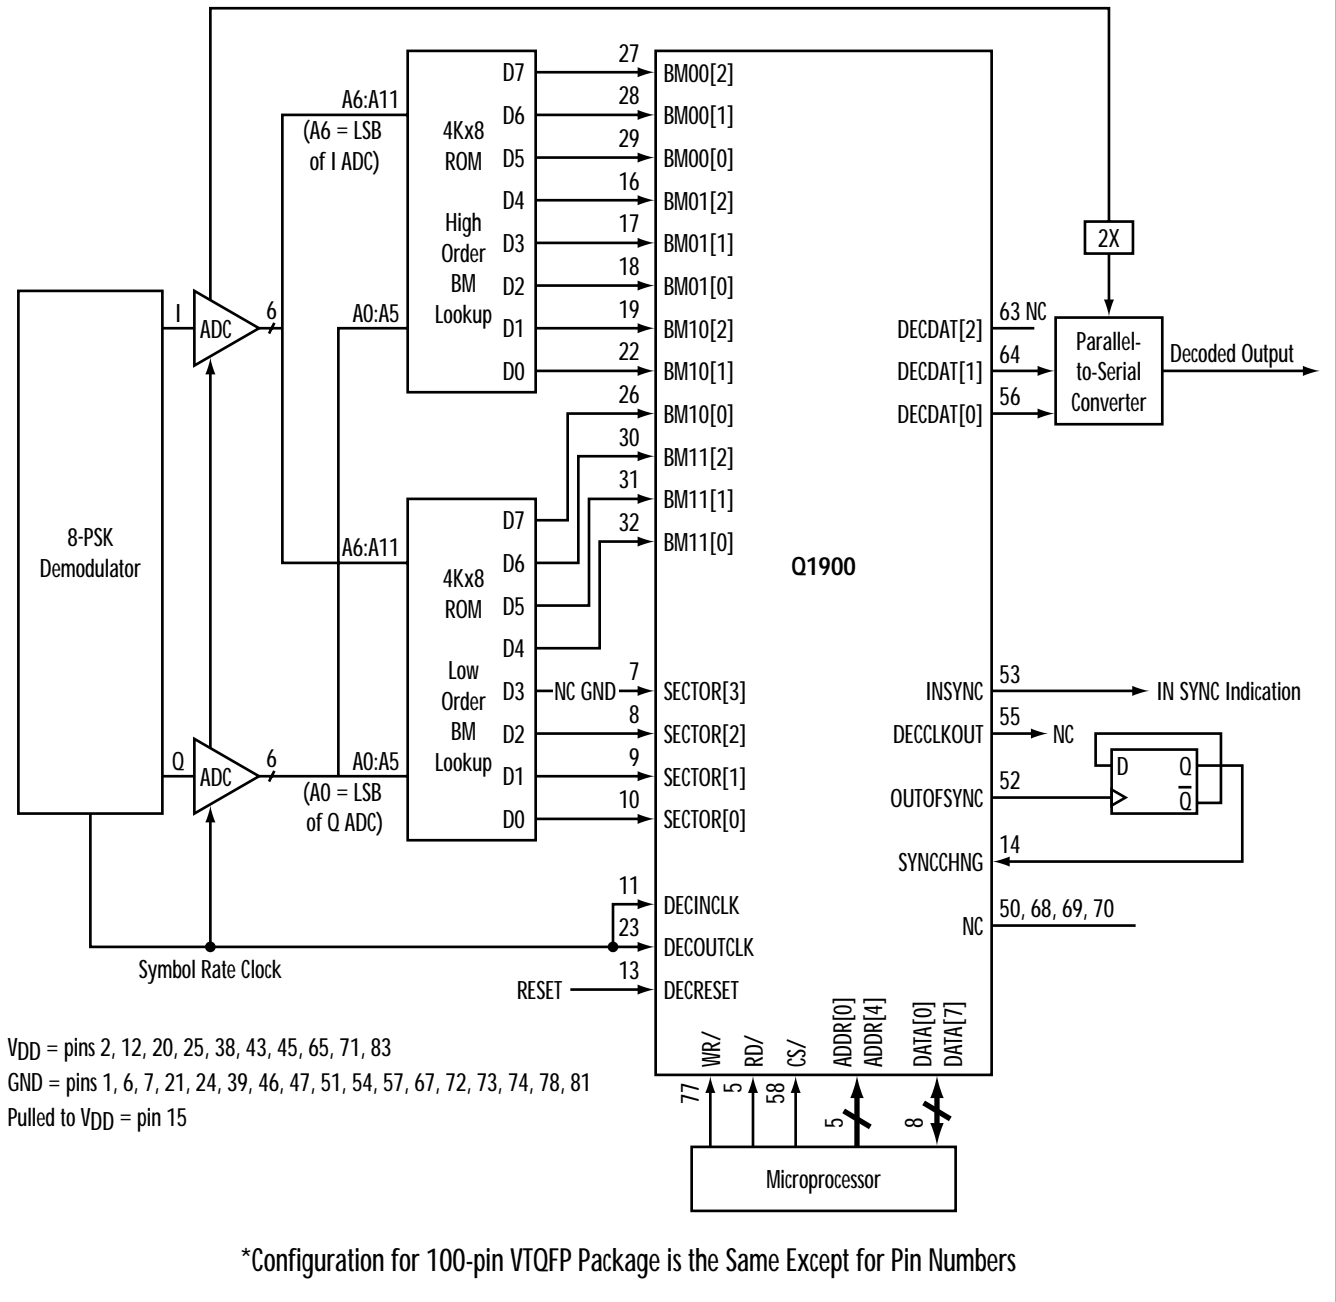 27
D7
BM00[2]
28
A6:A11
D6
BM00[1]
(A6 = LSB
of I ADC)
4Kx8
ROM
29
D5
BM00[0]
16
D4
BM01[2]
High
Order
BM
Lookup
17
D3
BM01[1]
2X
18
D2
BM01[0]
I
ADC
6
A0:A5
19
D1
BM10[2]
DECDAT[2]
63 NC
Parallel-
to-Serial
Converter
Decoded Output
22
D0
BM10[1]
DECDAT[1]
64
26
BM10[0]
DECDAT[0]
56
30
BM11[2]
31
BM11[1]
32
BM11[0]
D7
8-PSK
Demodulator
A6:A11
D6
Q1900
4Kx8
ROM
D5
D4
Low
Order
BM
Lookup
7
D3
NC GND
SECTOR[3]
INSYNC
53
IN SYNC Indication
8
D2
SECTOR[2]
DECCLKOUT
55
NC
Q
ADC
6
A0:A5
(A0 = LSB
of Q ADC)
9
D1
SECTOR[1]
D
Q
Q
OUTOFSYNC
52
10
D0
SECTOR[0]
SYNCCHNG
14
11
DECINCLK
NC
50, 68, 69, 70
23
DECOUTCLK
Symbol Rate Clock
13
RESET
DECRESET
WR/
RD/
CS/
ADDR[0]
ADDR[4]
DATA[0]
DATA[7]
77
5
58
5
8
Microprocessor
VDD = pins 2, 12, 20, 25, 38, 43, 45, 65, 71, 83
GND = pins 1, 6, 7, 21, 24, 39, 46, 47, 51, 54, 57, 67, 72, 73, 74, 78, 81
Pulled to VDD = pin 15
*Configuration for 100-pin VTQFP Package is the Same Except for Pin Numbers